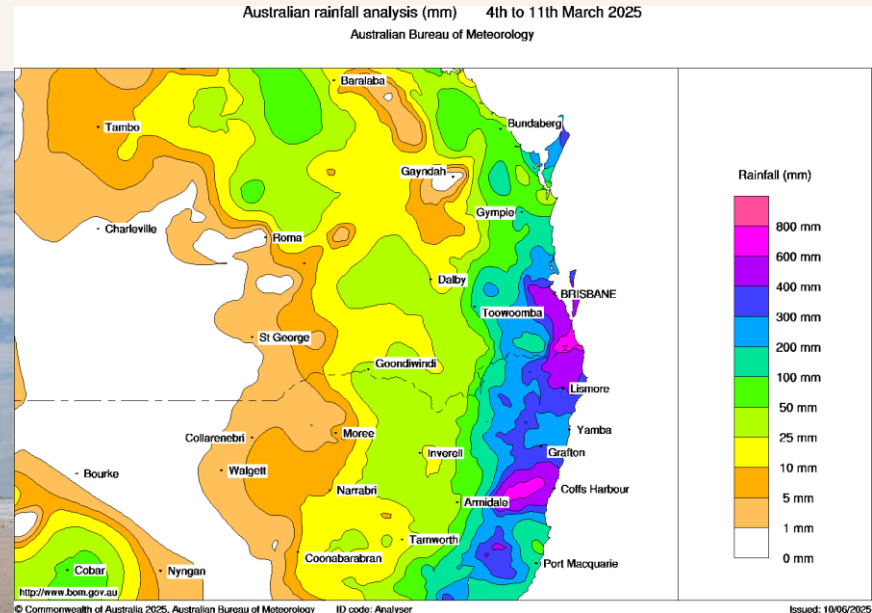 Australian rainfall analysis (mm) 4th to 11th March 2025
Australian Bureau of Meteorology
Baralaba
Tambo
Bundaberg
Gayndah
Gympie
Charleville
Roma
Dalby
BRISBANE
Toowoomba
St George
Goondiwindi
Lismore
Yamba
Collarenebri
Moree
Inverell
Grafton
Bourke
Walgett
Narrabri
Coffs Harbour
Armidale
Tamworth
Coonabarabran
Port Macquarie
Cobar
Nyngan
http://www.bom.gov.au
Rainfall (mm)
800 mm
600 mm
400 mm
300 mm
200 mm
100 mm
50 mm
25 mm
10 mm
5 mm
1 mm
0 mm
© Commonwealth of Australia 2025, Australian Bureau of Meteorology ID code: Analyser Issued: 10/06/2025